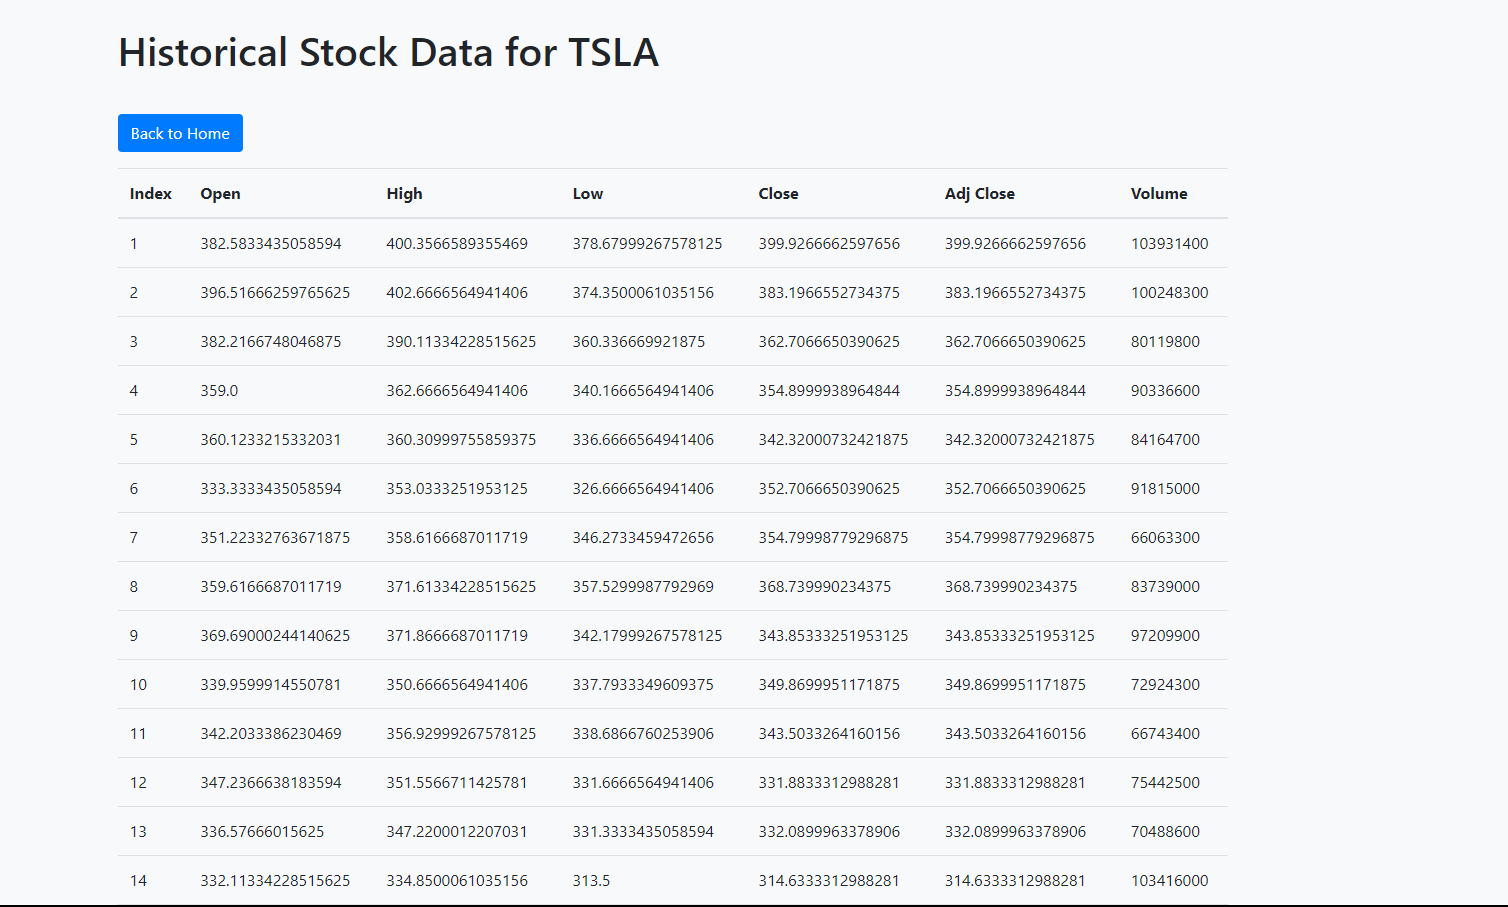 Historical Stock Data for TSLA
Back to Home
Index Open High Low Close Adj Close Volume
1 382.5833435058594 400.3566589355469 378.67999267578125 399.9266662597656 399.9266662597656 103931400
2 396.51666259765625 402.6666564941406 374.3500061035156 383.1966552734375 383.1966552734375 100248300
3 382.2166748046875 390.11334228515625 360.336669921875 362.7066650390625 362.7066650390625 80119800
4 359.0 362.6666564941406 340.1666564941406 354.8999938964844 354.8999938964844 90336600
5 360.1233215332031 360.30999755859375 336.6666564941406 342.32000732421875 342.32000732421875 84164700
6 333.3333435058594 353.0333251953125 326.6666564941406 352.7066650390625 352.7066650390625 91815000
7 351.22332763671875 358.6166687011719 346.2733459472656 354.79998779296875 354.79998779296875 66063300
8 359.6166687011719 371.61334228515625 357.5299987792969 368.739990234375 368.739990234375 83739000
9 369.69000244140625 371.8666687011719 342.17999267578125 343.85333251953125 343.85333251953125 97209900
10 339.9599914550781 350.6666564941406 337.7933349609375 349.8699951171875 349.8699951171875 72924300
11 342.2033386230469 356.92999267578125 338.6866760253906 343.5033264160156 343.5033264160156 66743400
12 347.2366638183594 351.5566711425781 331.6666564941406 331.8833312988281 331.8833312988281 75442500
13 336.57666015625 347.2200012207031 331.3333435058594 332.0899963378906 332.0899963378906 70488600
14 332.11334228515625 334.8500061035156 313.5 314.6333312988281 314.6333312988281 103416000